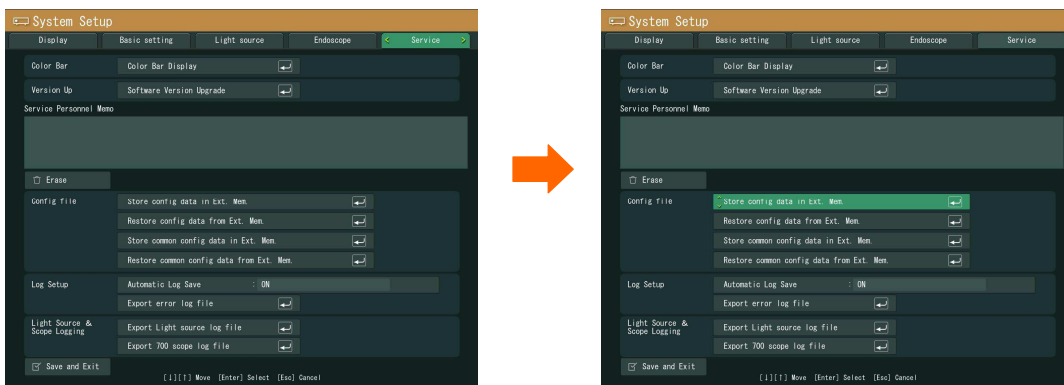 System Setup
Display Basic setting Light source Endoscope < Service >
Color Bar Color Bar Display
Version Up Software Version Upgrade
Service Personnel Memo
Erase
Config file Store config data in Ext. Mem.
Restore config data from Ext. Mem.
Store common config data in Ext. Mem.
Restore common config data from Ext. Mem.
Log Setup Automatic Log Save : ON
Export error log file
Light Source &
Scope Logging Export Light source log file
Export 700 scope log file
Save and Exit
[↓][↑] Move [Enter] Select [Esc] Cancel
System Setup
Display Basic setting Light source Endoscope Service
Color Bar Color Bar Display
Version Up Software Version Upgrade
Service Personnel Memo
Erase
Config file Store config data in Ext. Mem.
Restore config data from Ext. Mem.
Store common config data in Ext. Mem.
Restore common config data from Ext. Mem.
Log Setup Automatic Log Save : ON
Export error log file
Light Source &
Scope Logging Export Light source log file
Export 700 scope log file
Save and Exit
[↓][↑] Move [Enter] Select [Esc] Cancel